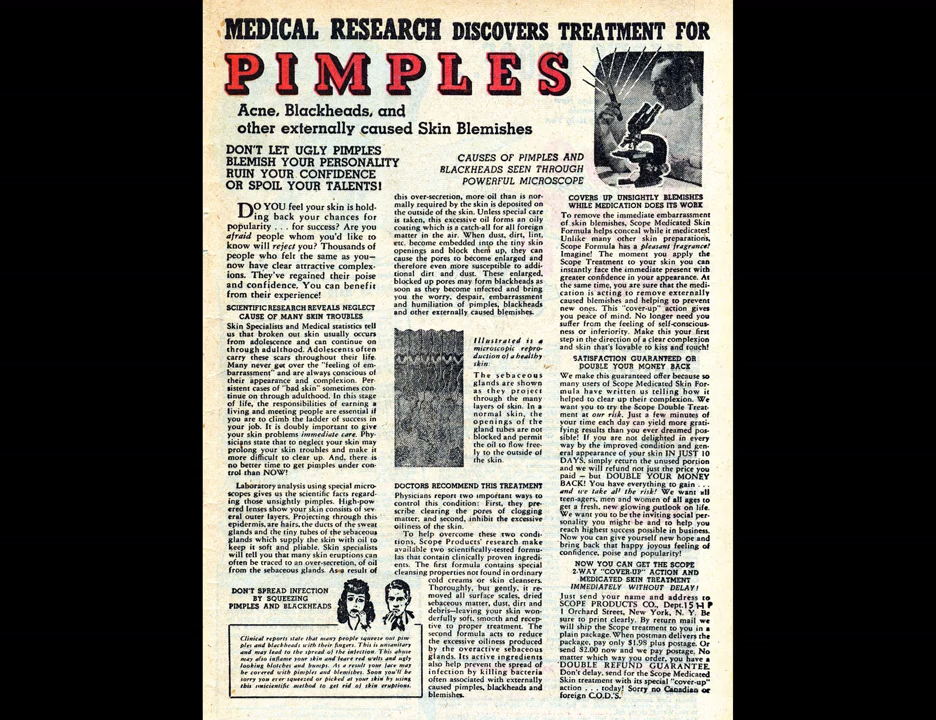 MEDICAL RESEARCH DISCOVERS TREATMENT FOR
PIMPLES
Acne, Blackheads, and
other externally caused Skin Blemishes
DON'T LET UGLY PIMPLES
BLEMISH YOUR PERSONALITY
RUIN YOUR CONFIDENCE
OR SPOIL YOUR TALENTS!
CAUSES OF PIMPLES AND
BLACKHEADS SEEN THROUGH
POWERFUL MICROSCOPE
DO YOU feel your skin is hold-
ing back your chances for
popularity . . . for success? Are you
afraid people whom you'd like to
know will reject you? Thousands of
people who felt the same as you—
now have clear attractive complex-
ions. They've regained their poise
and confidence. You can benefit
from their experience!
SCIENTIFIC RESEARCH REVEALS NEGLECT
CAUSE OF MANY SKIN TROUBLES
Skin Specialists and Medical statistics tell
us that broken out skin usually occurs
from adolescence and can continue on
through adulthood. Adolescents often
carry these scars throughout their life.
Many never get over the "feeling of em-
barrassment" and are always conscious of
their appearance and complexion. Per-
sistent cases of "bad skin" sometimes con-
tinue on through adulthood. In this stage
of life, the responsibilities of earning a
living and meeting people are essential if
you are to climb the ladder of success in
your job. It is doubly important to give
your skin problems immediate care. Phy-
sicians state that to neglect your skin may
prolong your skin troubles and make it
more difficult to clear up. And, there is
no better time to get pimples under con-
trol than NOW!
Laboratory analysis using special micro-
scopes gives us the scientific facts regard-
ing those unsightly pimples. High-pow-
ered lenses show your skin consists of sev-
eral outer layers. Projecting through this
epidermis, are hairs, the ducts of the sweat
glands and the tiny tubes of the sebaceous
glands which supply the skin with oil to
keep it soft and pliable. Skin specialists
will tell you that many skin eruptions can
often be traced to an over-secretion, of oil
from the sebaceous glands. As a result of
DON'T SPREAD INFECTION
BY SQUEEZING
PIMPLES AND BLACKHEADS
Clinical reports state that many people squeeze out pim-
ples and blackheads with their fingers. This is unsanitary
and may lead to the spread of the infection. This abuse
may also inflame your skin and leave red welts and ugly
looking blotches and bumps. As a result your face may
be covered with pimples and blemishes. Soon you'll be
sorry you ever squeezed or picked at your skin by using
this unscientific method to get rid of skin eruptions.
this over-secretion, more oil than is nor-
mally required by the skin is deposited on
the outside of the skin. Unless special care
is taken, this excessive oil forms an oily
coating which is a catch-all for all foreign
matter in the air. When dust, dirt, lint,
etc. become embedded into the tiny skin
openings and block them up, they can
cause the pores to become enlarged and
therefore even more susceptible to addi-
tional dirt and dust. These enlarged,
blocked up pores may form blackheads as
soon as they become infected and bring
you the worry, despair, embarrassment
and humiliation of pimples, blackheads
and other externally caused blemishes.
Illustrated is a
microscopic repro-
duction of a healthy
skin.
The sebaceous
glands are shown
as they project
through the many
layers of skin. In a
normal skin, the
openings of the
gland tubes are not
blocked and permit
the oil to flow free-
ly to the outside of
the skin.
DOCTORS RECOMMEND THIS TREATMENT
Physicians report two important ways to
control this condition: First, they pre-
scribe clearing the pores of clogging
matter; and second, inhibit the excessive
oiliness of the skin.
To help overcome these two condi-
tions, Scope Products' research make
available two scientifically-tested formu-
las that contain clinically proven ingredi-
ents. The first formula contains special
cleansing properties not found in ordinary
cold creams or skin cleansers.
Thoroughly, but gently, it re-
moved all surface scales, dried
sebaceous matter, dust, dirt and
debris—leaving your skin won-
derfully soft, smooth and recep-
tive to proper treatment. The
second formula acts to reduce
the excessive oiliness produced
by the overactive sebaceous
glands. Its active ingredients
also help prevent the spread of
infection by killing bacteria
often associated with externally
caused pimples, blackheads and
blemishes.
COVERS UP UNSIGHTLY BLEMISHES
WHILE MEDICATION DOES ITS WORK
To remove the immediate embarrassment
of skin blemishes, Scope Medicated Skin
Formula helps conceal while it medicates!
Unlike many other skin preparations,
Scope Formula has a pleasant fragrance!
Imagine! The moment you apply the
Scope Treatment to your skin you can
instantly face the immediate present with
greater confidence in your appearance. At
the same time, you are sure that the medi-
cation is acting to remove externally
caused blemishes and helping to prevent
new ones. This "cover-up" action gives
you peace of mind. No longer need you
suffer from the feeling of self-conscious-
ness or inferiority. Make this your first
step in the direction of a clear complexion
and skin that's lovable to kiss and touch!
SATISFACTION GUARANTEED OR
DOUBLE YOUR MONEY BACK
We make this guaranteed offer because so
many users of Scope Medicated Skin For-
mula have written us telling how it
helped to clear up their complexion. We
want you to try the Scope Double Treat-
ment at our risk. Just a few minutes of
your time each day can yield more grati-
fying results than you ever dreamed pos-
sible! If you are not delighted in every
way by the improved condition and gen-
eral appearance of your skin IN JUST 10
DAYS, simply return the unused portion
and we will refund not just the price you
paid — but DOUBLE YOUR MONEY
BACK! You have everything to gain . . .
and we take all the risk! We want all
teen-agers, men and women of all ages to
get a fresh, new glowing outlook on life.
We want you to be the inviting social per-
sonality you might be and to help you
reach highest success possible in business.
Now you can give yourself new hope and
bring back that happy joyous feeling of
confidence, poise and popularity!
NOW YOU CAN GET THE SCOPE
2-WAY "COVER-UP" ACTION AND
MEDICATED SKIN TREATMENT
IMMEDIATELY WITHOUT DELAY!
Just send your name and address to
SCOPE PRODUCTS CO., Dept.
1 Orchard Street, New York, N. Y. Be
sure to print clearly. By return mail we
will ship the Scope treatment to you in a
plain package. When postman delivers the
package, pay only $1.98 plus postage. Or
send $2.00 now and we pay postage. No
matter which way you order, you have a
DOUBLE REFUND GUARANTEE.
Don't delay, send for the Scope Medicated
Skin treatment with its special "cover-up"
action . . . today! Sorry no Canadian or
foreign C.O.D.'S.